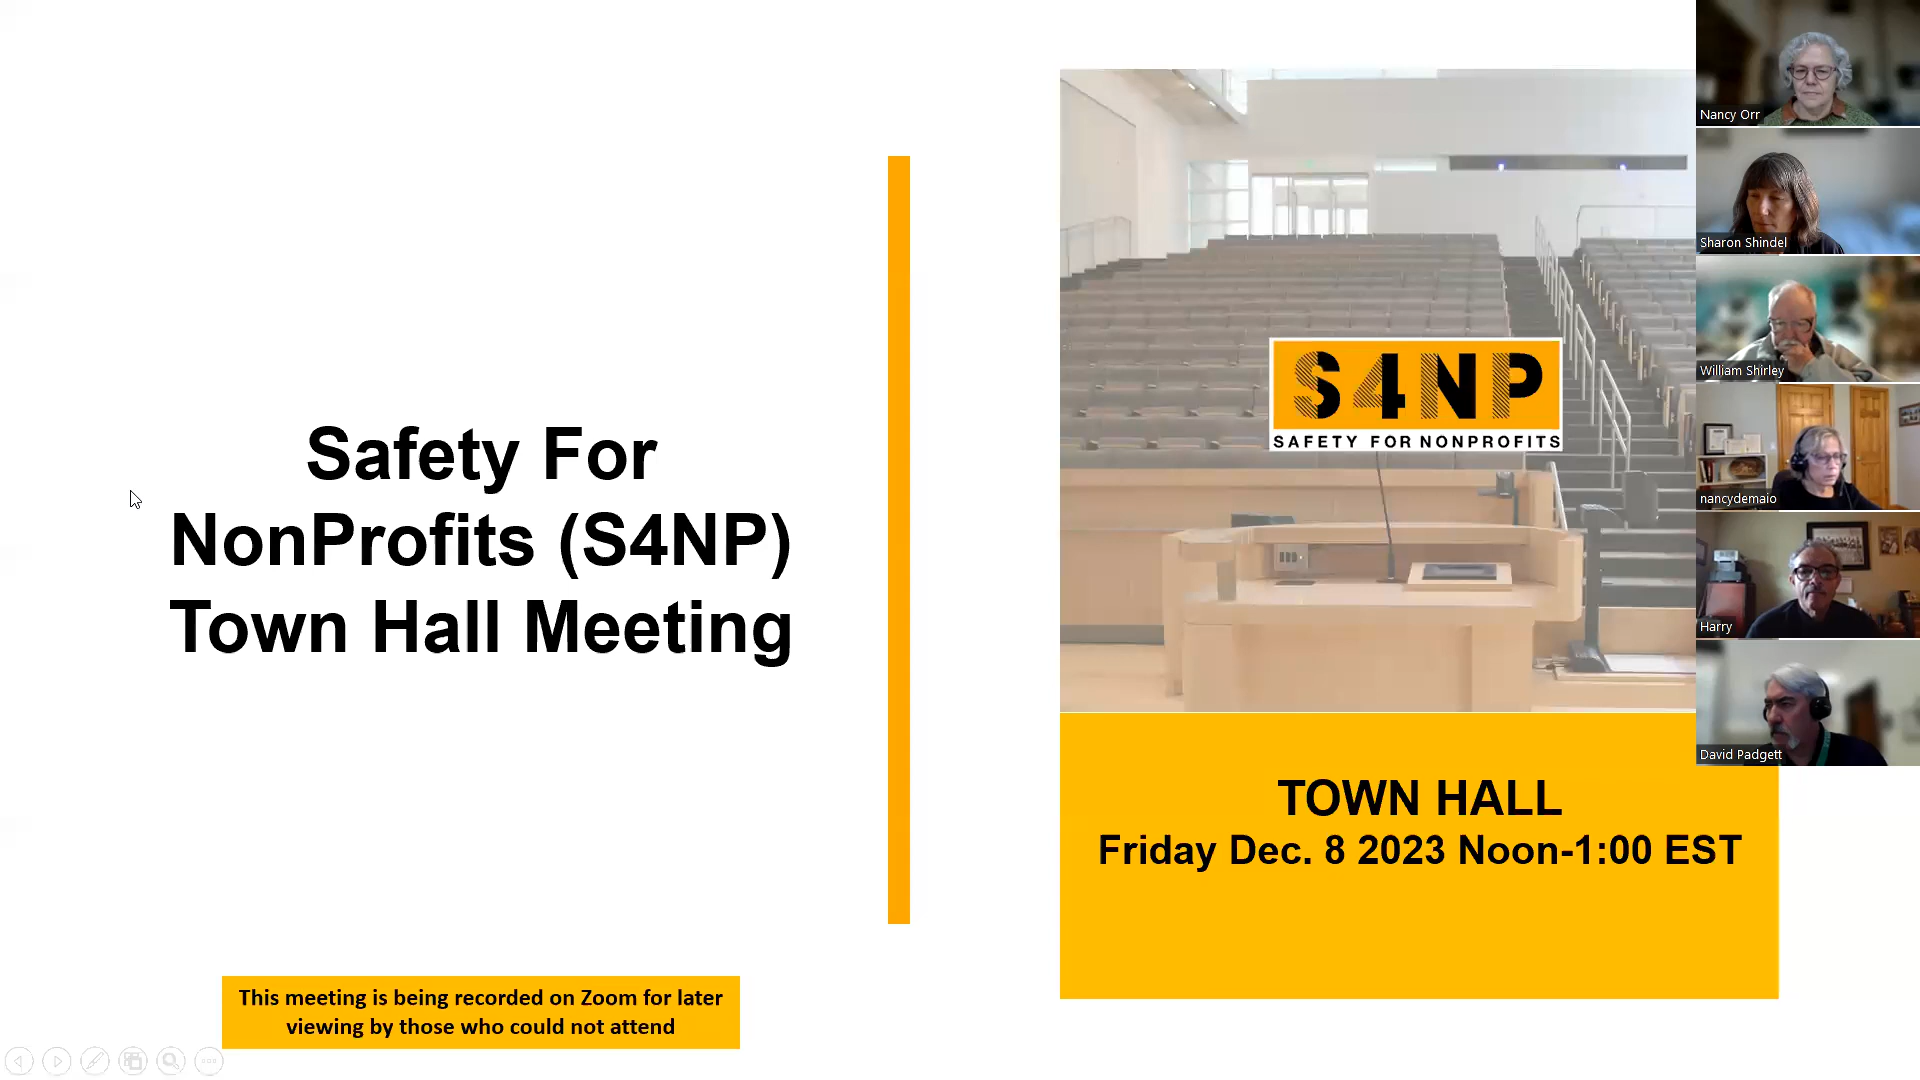 Safety For
NonProfits (S4NP)
Town Hall Meeting
This meeting is being recorded on Zoom for later
viewing by those who could not attend
S4NP
SAFETY FOR NONPROFITS
TOWN HALL
Friday Dec. 8 2023 Noon-1:00 EST
Nancy Orr
Sharon Shindel
William Shirley
nancydemaio
Harry
David Padgett